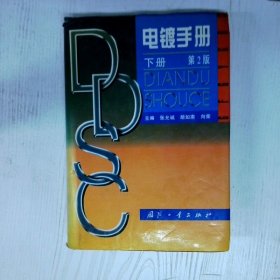 电镀手册
下册 第2版
DIANDU
SHOUCE
主编 张允诚 胡如南 向荣
DDSC
国防工业出版社